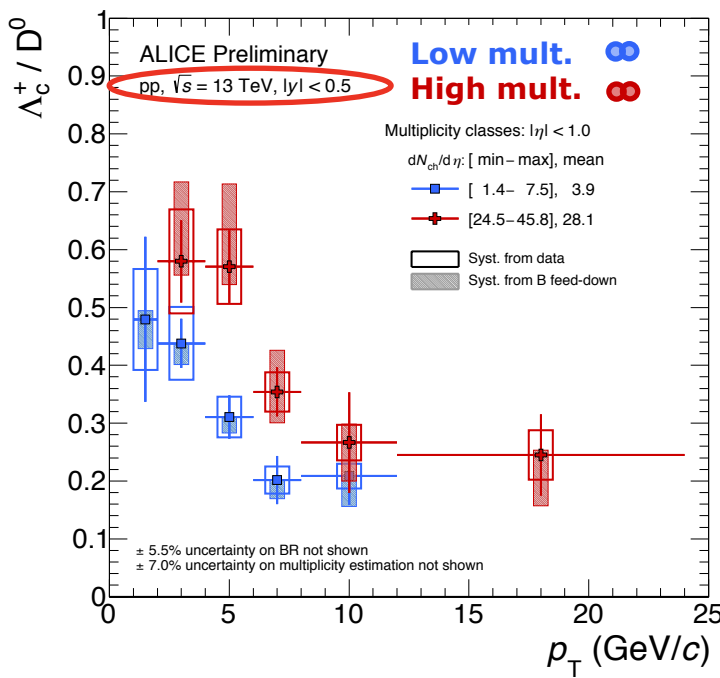 Λc+ / D0
ALICE Preliminary
pp, √s = 13 TeV, |y| < 0.5
Low mult.
High mult.
Multiplicity classes: |η| < 1.0
dNch/dη: [ min − max], mean
[ 1.4− 7.5], 3.9
[24.5−45.8], 28.1
Syst. from data
Syst. from B feed-down
± 5.5% uncertainty on BR not shown
± 7.0% uncertainty on multiplicity estimation not shown
1
0.9
0.8
0.7
0.6
0.5
0.4
0.3
0.2
0.1
0
0 5 10 15 20 25
pT (GeV/c)